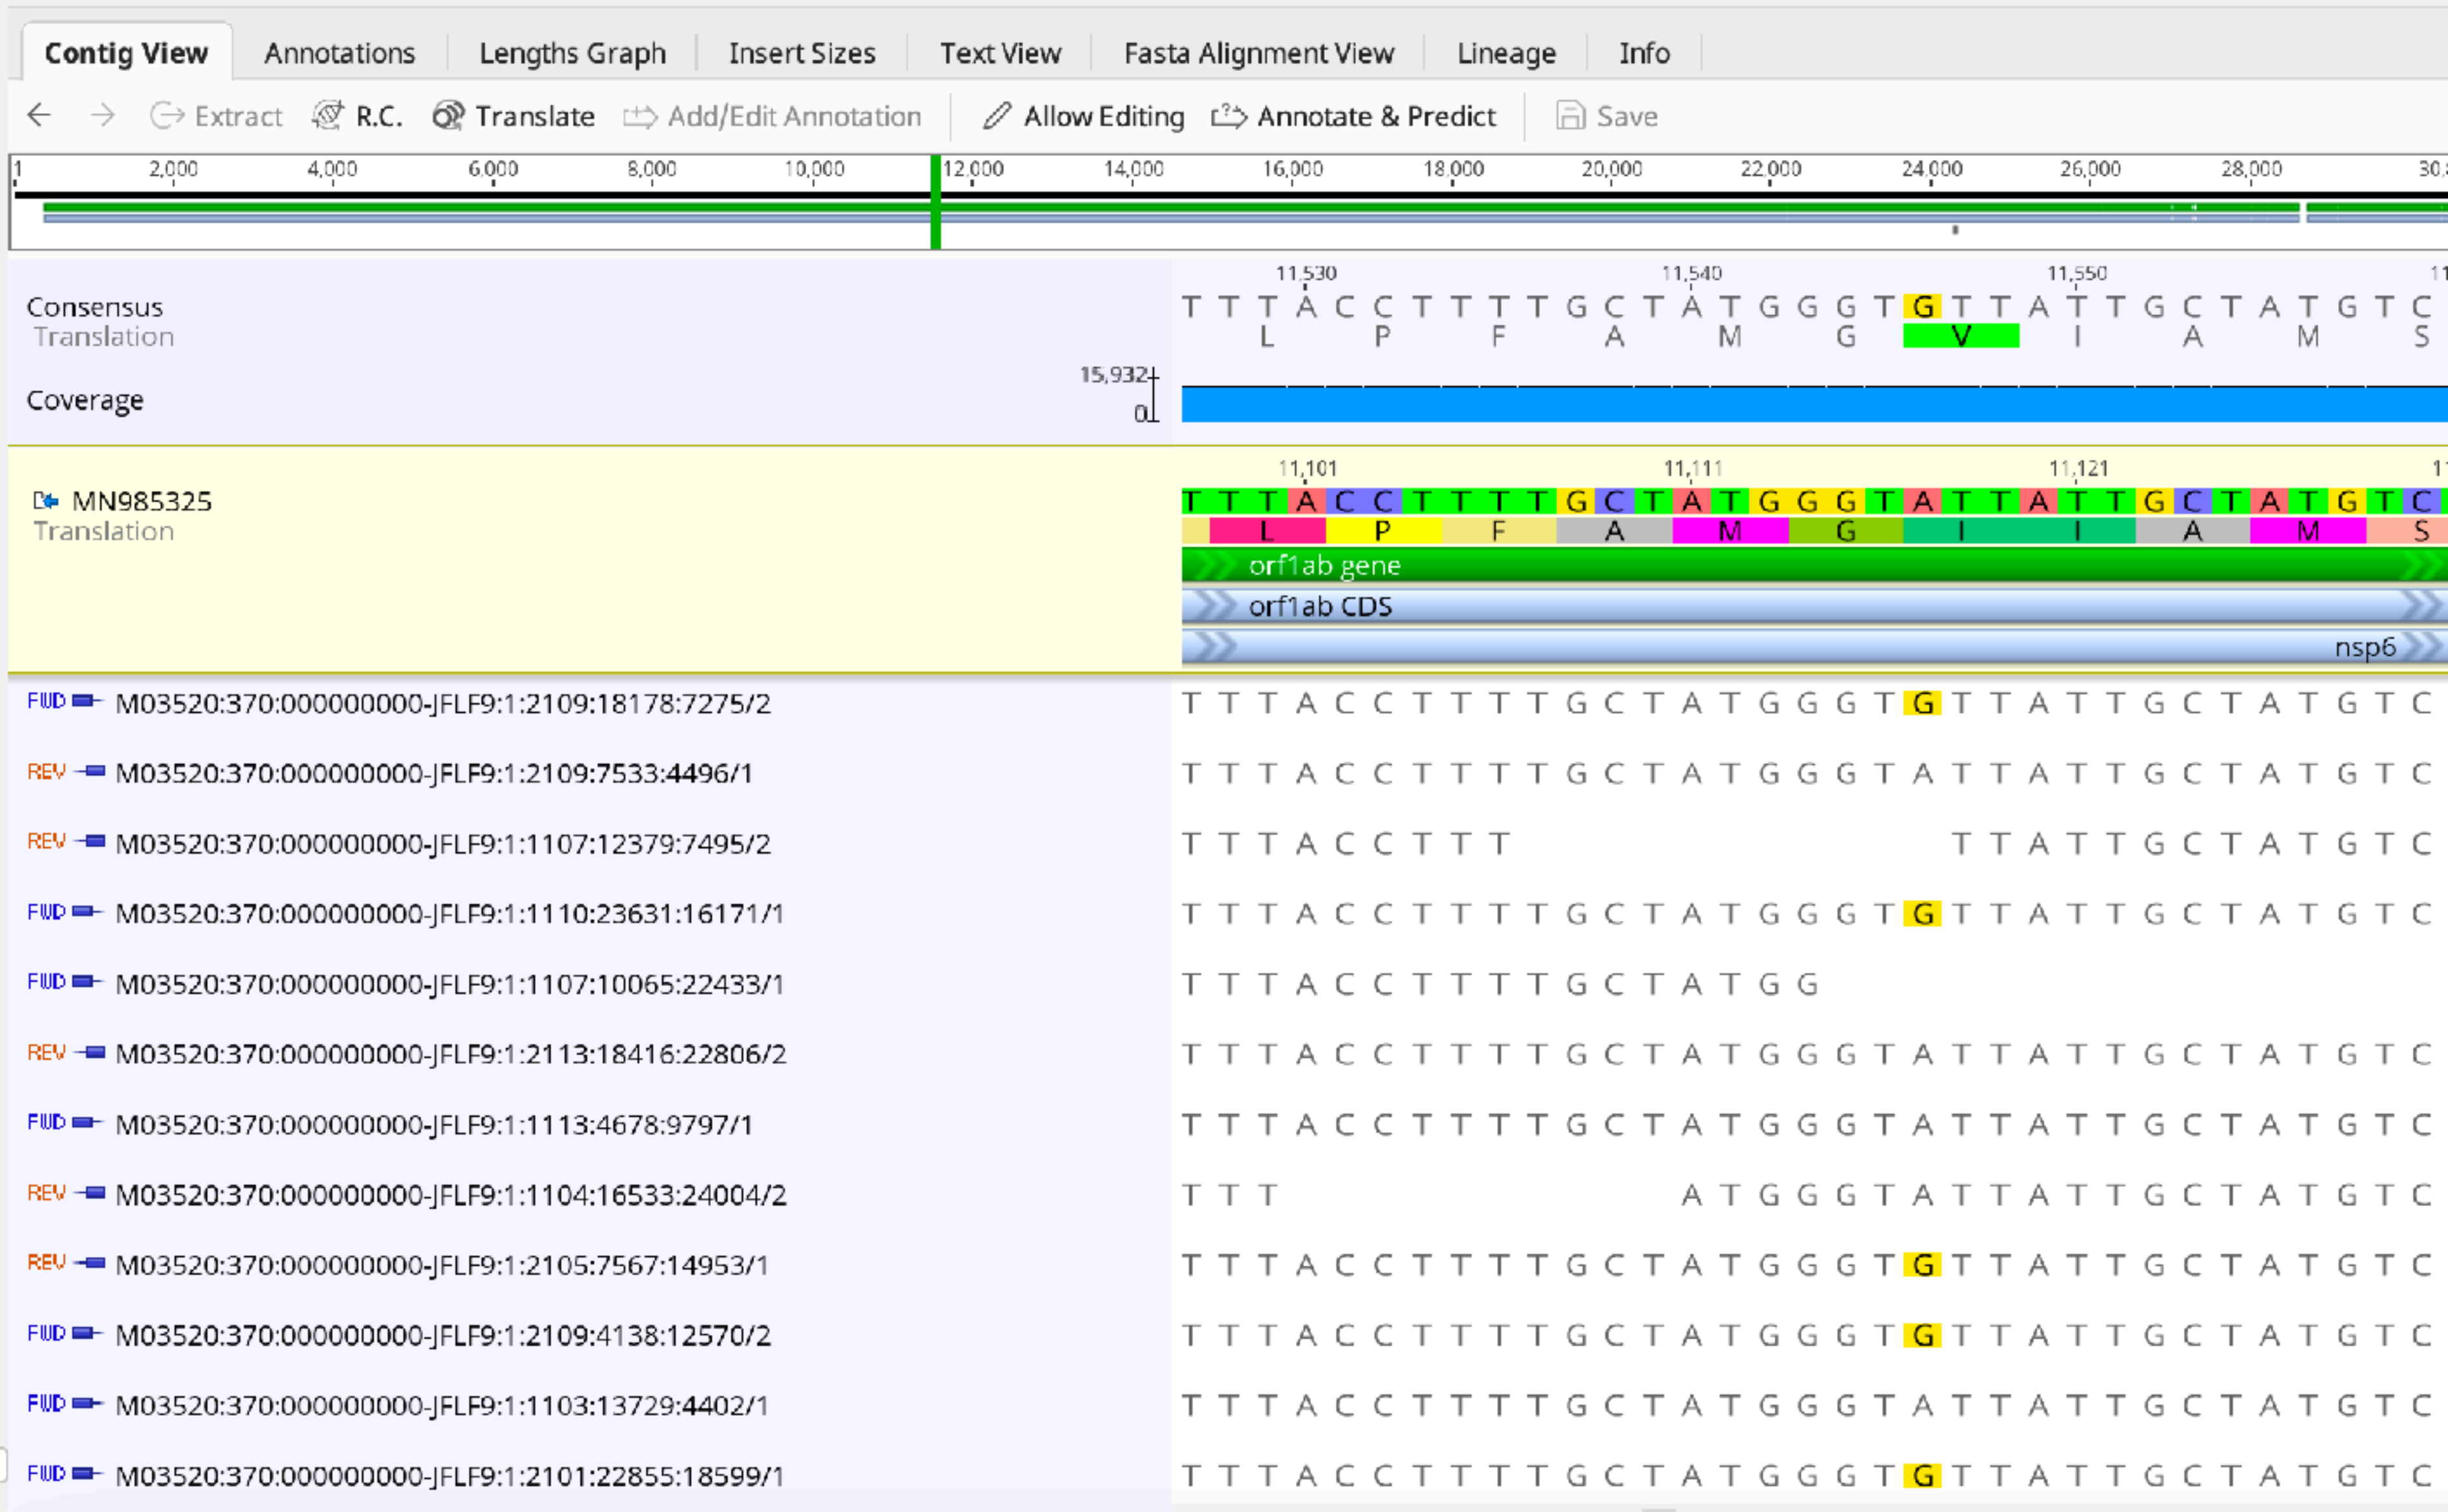 Contig View Annotations Lengths Graph Insert Sizes Text View Fasta Alignment View Lineage Info
Extract R.C. Translate Add/Edit Annotation Allow Editing Annotate & Predict Save
1 2,000 4,000 6,000 8,000 10,000 12,000 14,000 16,000 18,000 20,000 22,000 24,000 26,000 28,000 30,
11,530 11,540 11,550 11
Consensus T T T A C C T T T T G C T A T G G G T G T T A T T G C T A T G T C
Translation L P F A M G V I A M S
15,932
Coverage 0
11,101 11,111 11,121 11
MN985325 T T T A C C T T T T G C T A T G G G T A T T A T T G C T A T G T C
Translation L P F A M G I I A M S
orf1ab gene
orf1ab CDS
nsp6
FWD M03520:370:000000000-JFLF9:1:2109:18178:7275/2 T T T A C C T T T T G C T A T G G G T G T T A T T G C T A T G T C
REV M03520:370:000000000-JFLF9:1:2109:7533:4496/1 T T T A C C T T T T G C T A T G G G T A T T A T T G C T A T G T C
REV M03520:370:000000000-JFLF9:1:1107:12379:7495/2 T T T A C C T T T T T A T T G C T A T G T C
FWD M03520:370:000000000-JFLF9:1:1110:23631:16171/1 T T T A C C T T T T G C T A T G G G T G T T A T T G C T A T G T C
FWD M03520:370:000000000-JFLF9:1:1107:10065:22433/1 T T T A C C T T T T G C T A T G G
REV M03520:370:000000000-JFLF9:1:2113:18416:22806/2 T T T A C C T T T T G C T A T G G G T A T T A T T G C T A T G T C
FWD M03520:370:000000000-JFLF9:1:1113:4678:9797/1 T T T A C C T T T T G C T A T G G G T A T T A T T G C T A T G T C
REV M03520:370:000000000-JFLF9:1:1104:16533:24004/2 T T T A T G G G T A T T A T T G C T A T G T C
REV M03520:370:000000000-JFLF9:1:2105:7567:14953/1 T T T A C C T T T T G C T A T G G G T G T T A T T G C T A T G T C
FWD M03520:370:000000000-JFLF9:1:2109:4138:12570/2 T T T A C C T T T T G C T A T G G G T G T T A T T G C T A T G T C
FWD M03520:370:000000000-JFLF9:1:1103:13729:4402/1 T T T A C C T T T T G C T A T G G G T A T T A T T G C T A T G T C
FWD M03520:370:000000000-JFLF9:1:2101:22855:18599/1 T T T A C C T T T T G C T A T G G G T G T T A T T G C T A T G T C